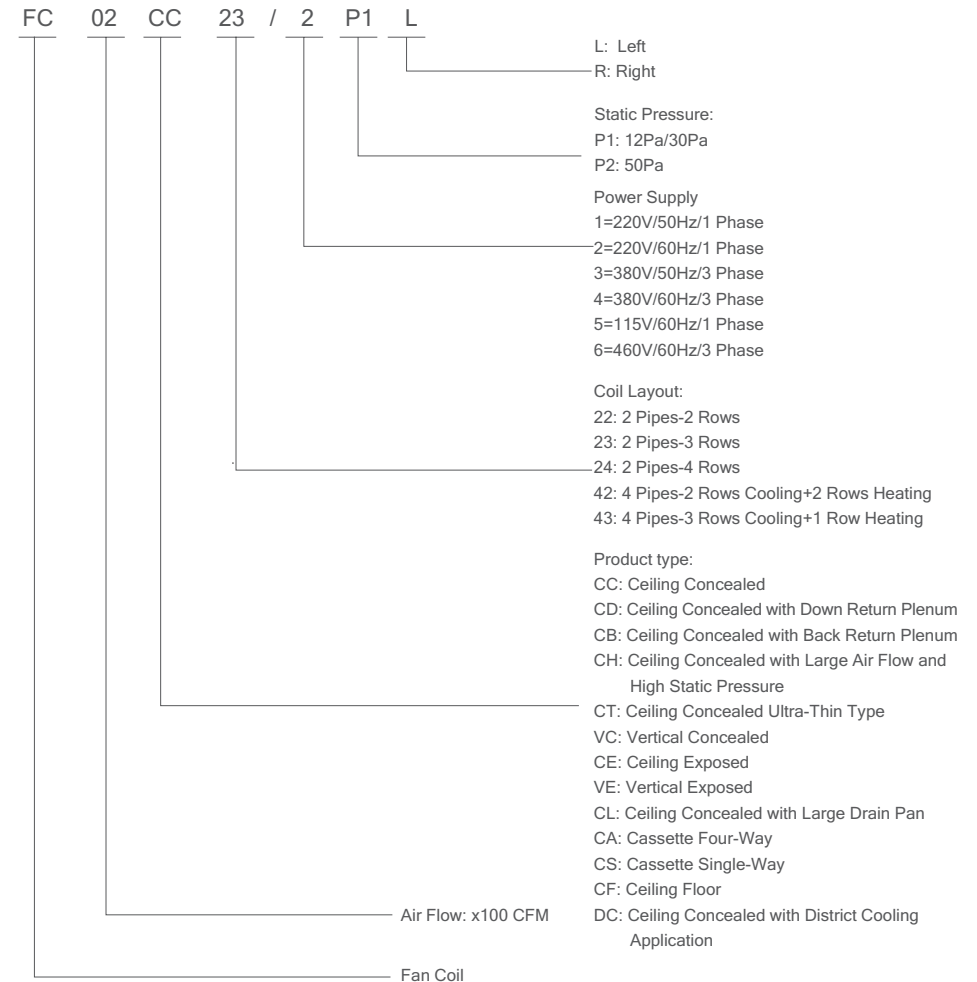 FC 02 CC 23 / 2 P1 L
L: Left
R: Right
Static Pressure:
P1: 12Pa/30Pa
P2: 50Pa
Power Supply
1=220V/50Hz/1 Phase
2=220V/60Hz/1 Phase
3=380V/50Hz/3 Phase
4=380V/60Hz/3 Phase
5=115V/60Hz/1 Phase
6=460V/60Hz/3 Phase
Coil Layout:
22: 2 Pipes-2 Rows
23: 2 Pipes-3 Rows
24: 2 Pipes-4 Rows
42: 4 Pipes-2 Rows Cooling+2 Rows Heating
43: 4 Pipes-3 Rows Cooling+1 Row Heating
Product type:
CC: Ceiling Concealed
CD: Ceiling Concealed with Down Return Plenum
CB: Ceiling Concealed with Back Return Plenum
CH: Ceiling Concealed with Large Air Flow and
High Static Pressure
CT: Ceiling Concealed Ultra-Thin Type
VC: Vertical Concealed
CE: Ceiling Exposed
VE: Vertical Exposed
CL: Ceiling Concealed with Large Drain Pan
CA: Cassette Four-Way
CS: Cassette Single-Way
CF: Ceiling Floor
DC: Ceiling Concealed with District Cooling
Application
Air Flow: x100 CFM
Fan Coil